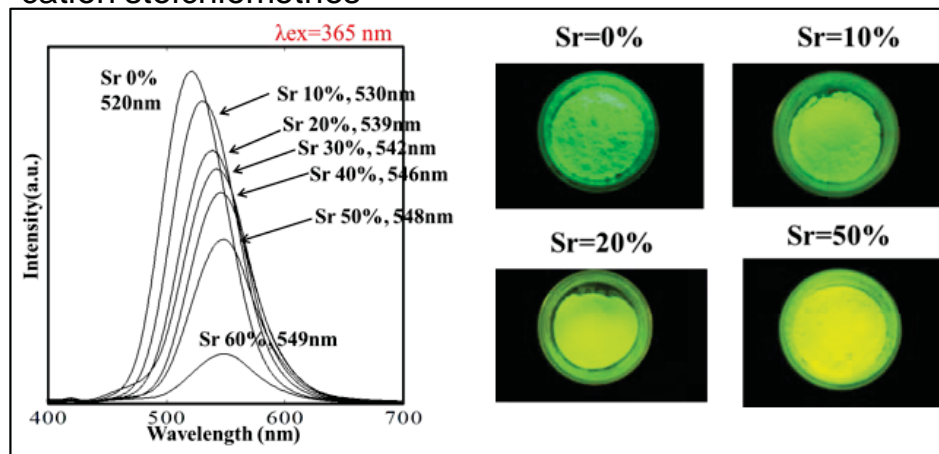 cation stoichiometries
λex=365 nm
Sr 0%
520nm
Sr 10%, 530nm
Sr 20%, 539nm
Sr 30%, 542nm
Sr 40%, 546nm
Sr 50%, 548nm
Sr 60%, 549nm
Intensity(a.u.)
400
500
600
700
Wavelength (nm)
Sr=0%
Sr=10%
Sr=20%
Sr=50%